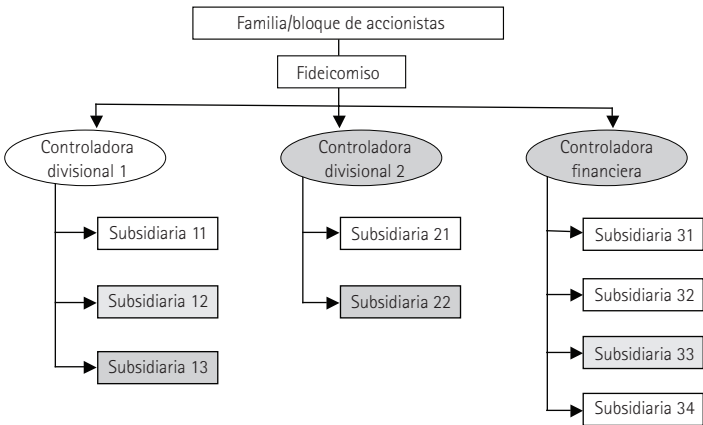 Familia/bloque de accionistas
Fideicomiso
Controladora
divisional 1
Controladora
divisional 2
Controladora
financiera
Subsidiaria 11
Subsidiaria 12
Subsidiaria 13
Subsidiaria 21
Subsidiaria 22
Subsidiaria 31
Subsidiaria 32
Subsidiaria 33
Subsidiaria 34